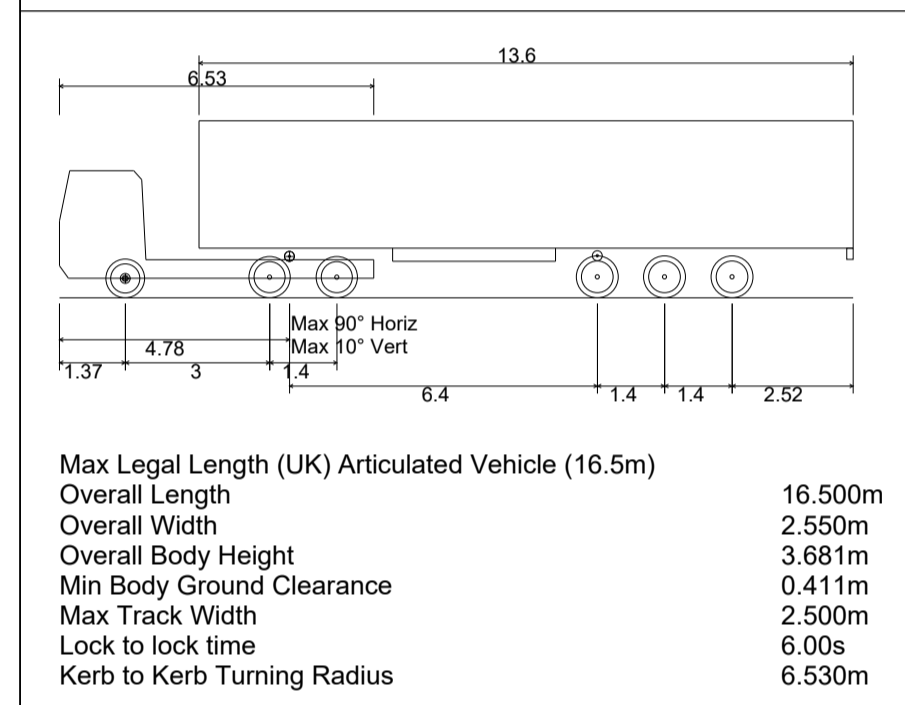 13.6
6.53
Max 90° Horiz
4.78
Max 10° Vert
1.37
3
1.4
6.4
1.4
1.4
2.52
Max Legal Length (UK) Articulated Vehicle (16.5m)
Overall Length 16.500m
Overall Width 2.550m
Overall Body Height 3.681m
Min Body Ground Clearance 0.411m
Max Track Width 2.500m
Lock to lock time 6.00s
Kerb to Kerb Turning Radius 6.530m